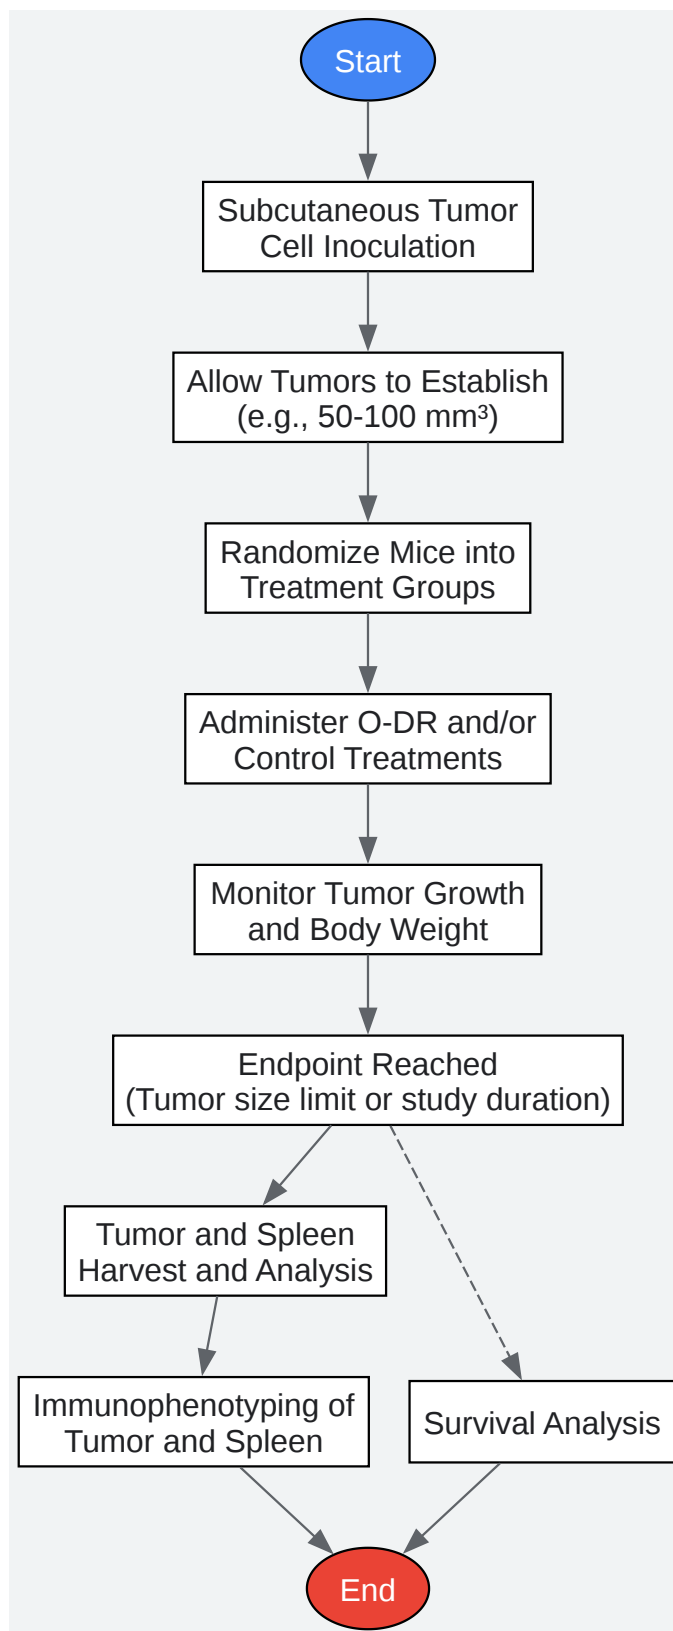 Start
Subcutaneous Tumor
Cell Inoculation
Allow Tumors to Establish
(e.g., 50-100 mm³)
Randomize Mice into
Treatment Groups
Administer O-DR and/or
Control Treatments
Monitor Tumor Growth
and Body Weight
Endpoint Reached
(Tumor size limit or study duration)
Tumor and Spleen
Harvest and Analysis
Immunophenotyping of
Tumor and Spleen
Survival Analysis
End